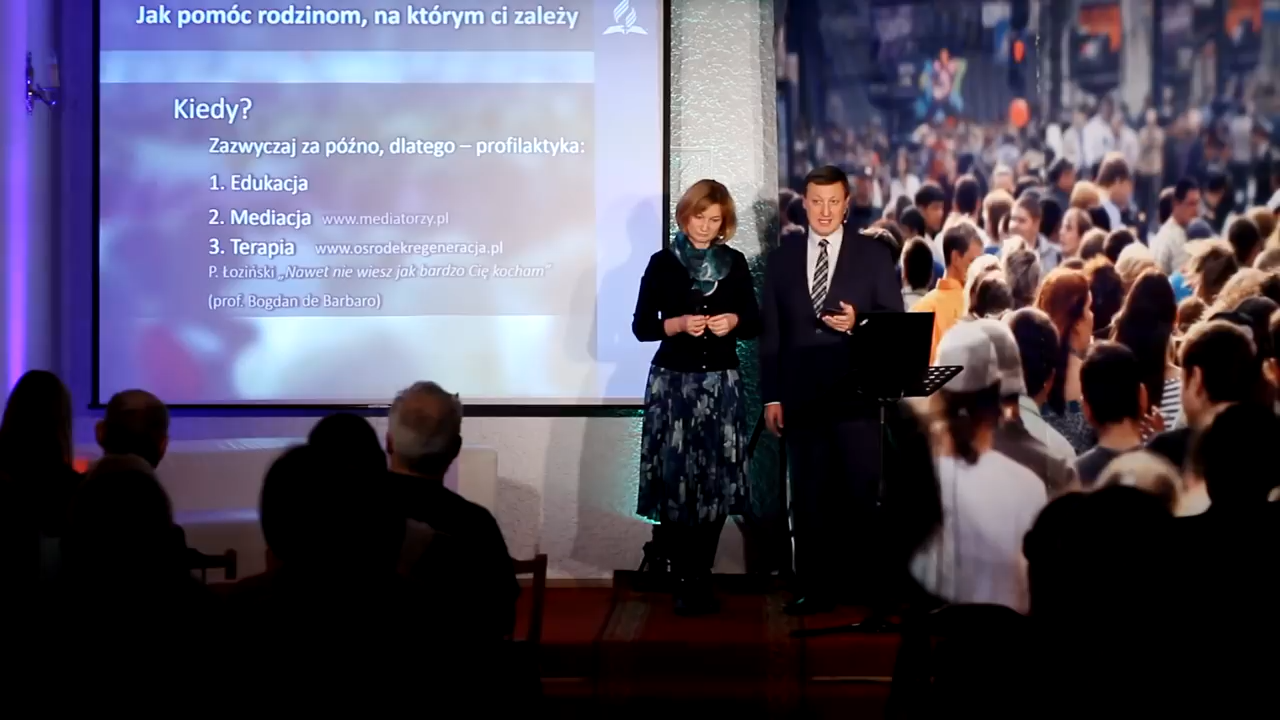 Jak pomóc rodzinom, na którym ci zależy
Kiedy?
Zazwyczaj za późno, dlatego – profilaktyka:
1. Edukacja
2. Mediacja www.mediatorzy.pl
3. Terapia www.osrodekregeneracja.pl
P. Łoziński „Nawet nie wiesz jak bardzo Cię kocham"
(prof. Bogdan de Barbaro)